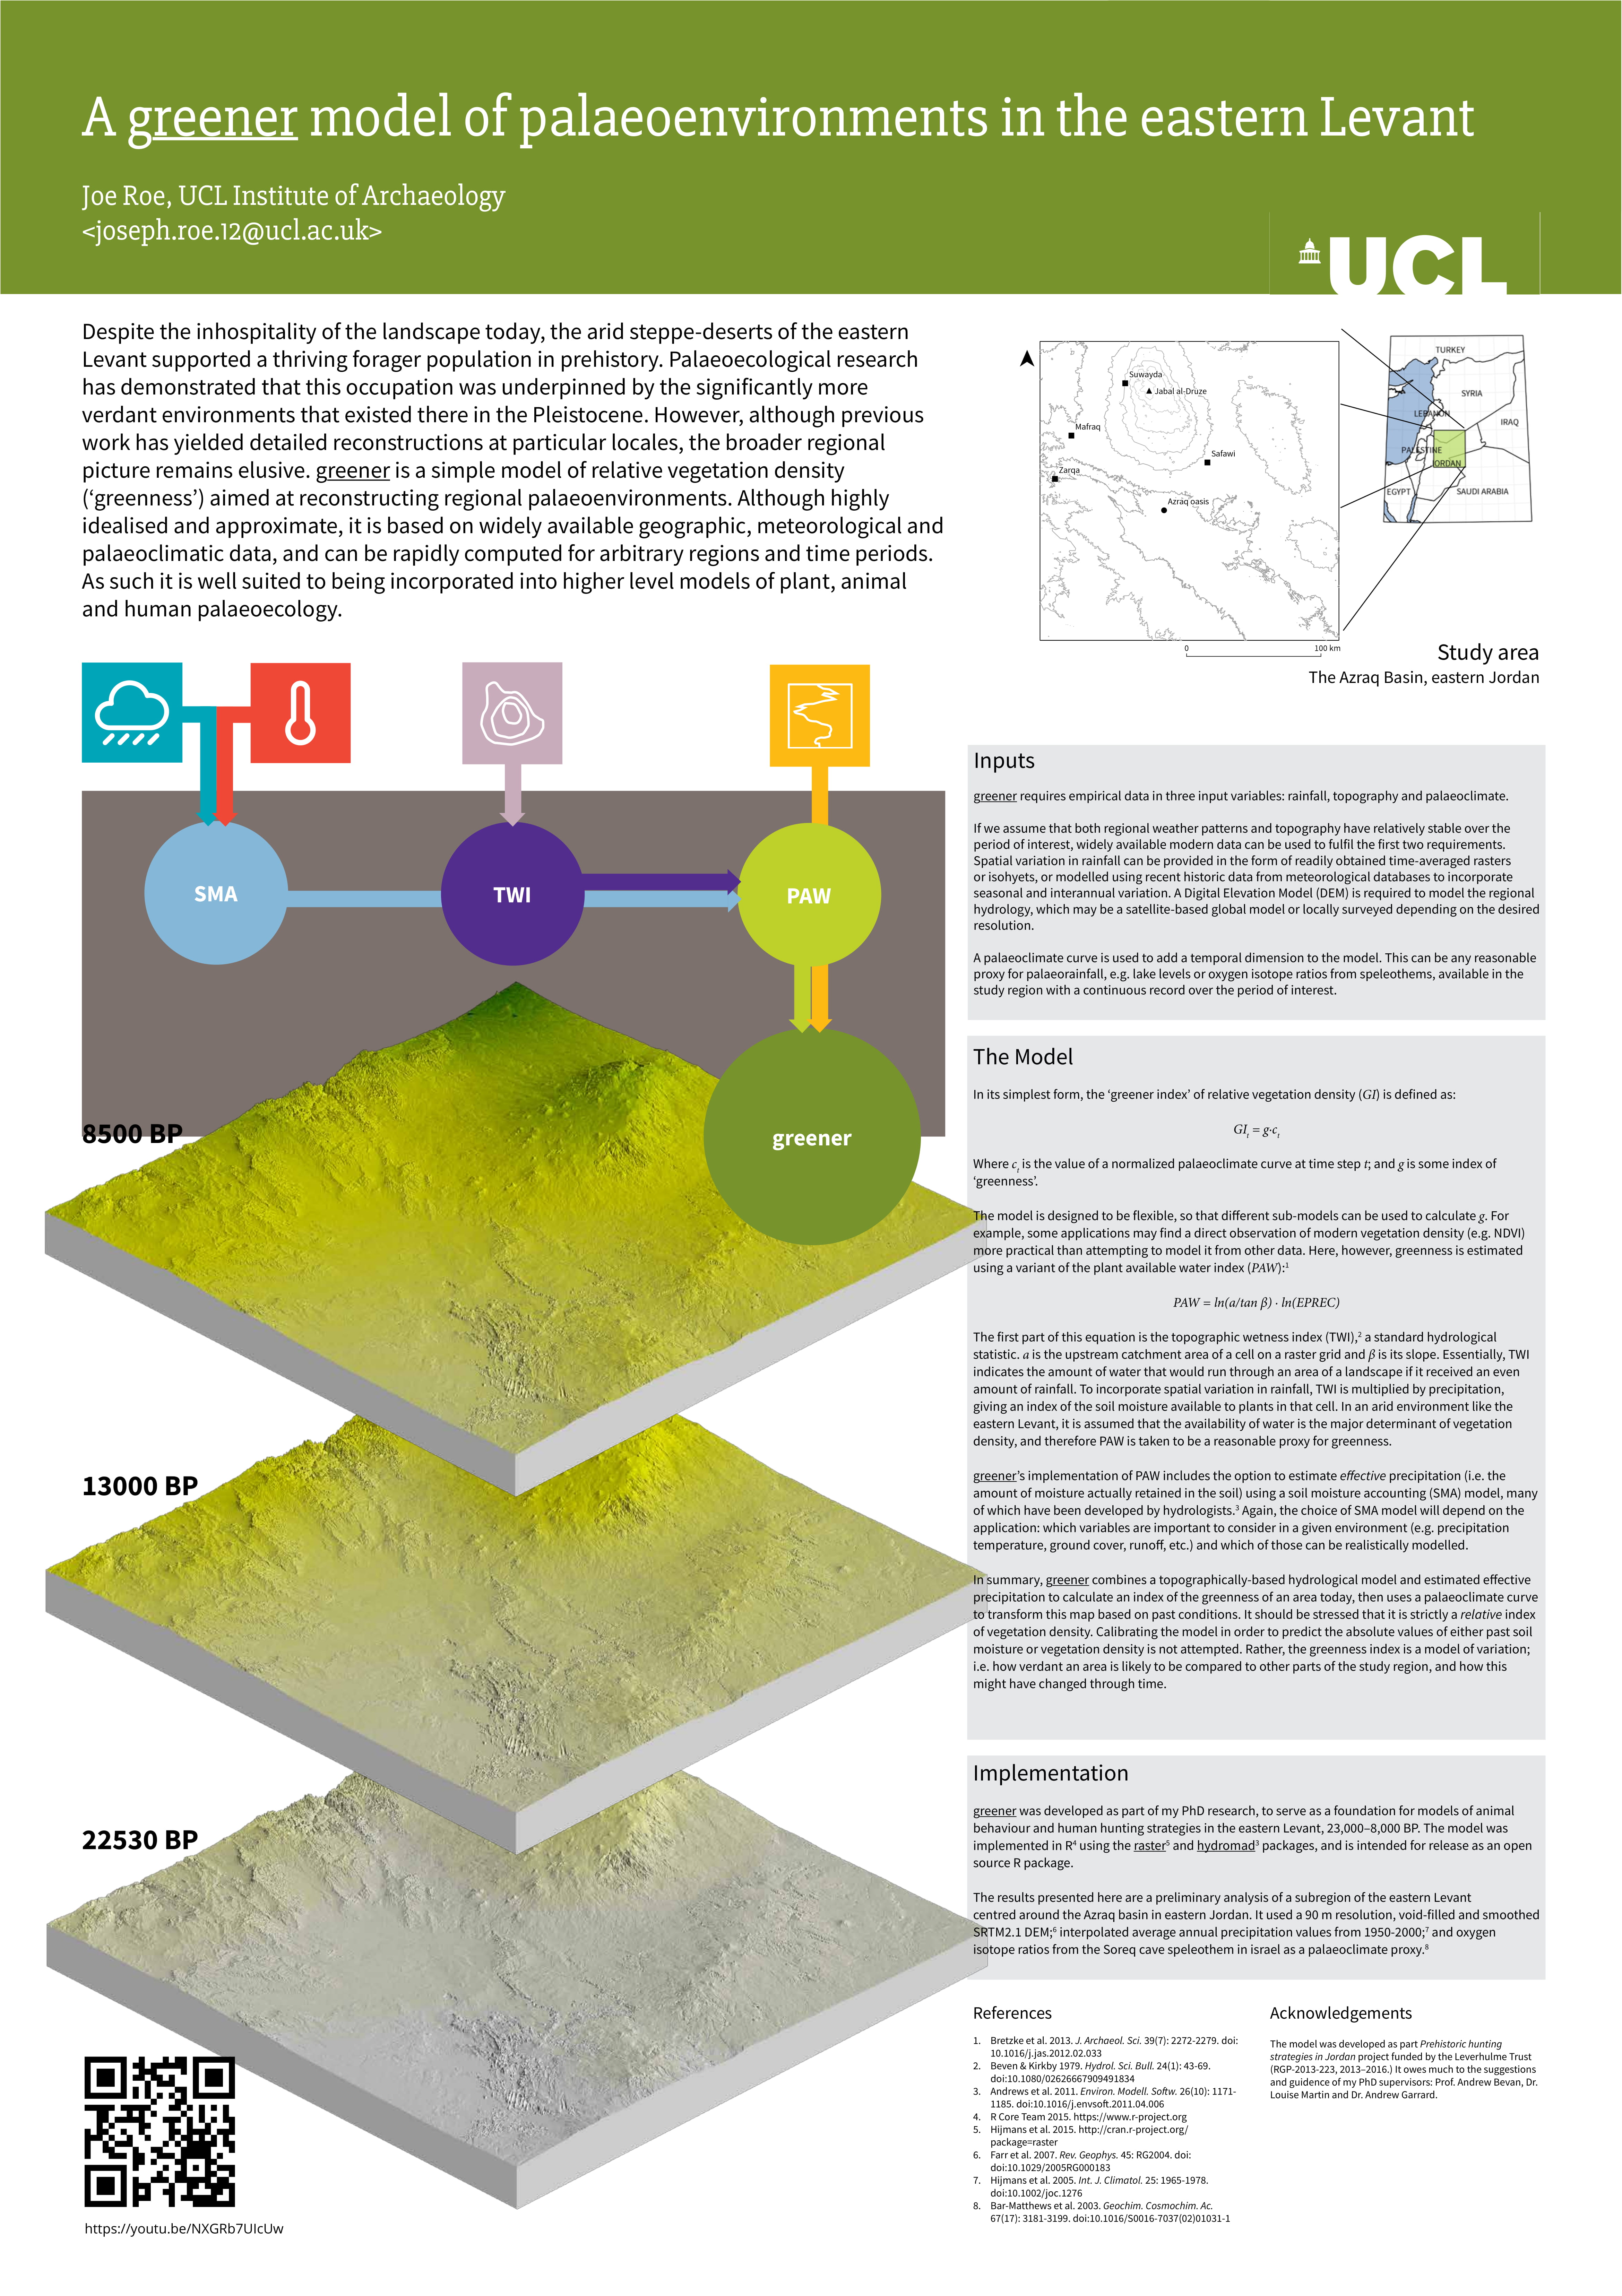 A greener model of palaeoenvironments in the eastern Levant
Joe Roe, UCL Institute of Archaeology
<joseph.roe.12@ucl.ac.uk>
UCL
Despite the inhospitality of the landscape today, the arid steppe-deserts of the eastern
Levant supported a thriving forager population in prehistory. Palaeoecological research
has demonstrated that this occupation was underpinned by the significantly more
verdant environments that existed there in the Pleistocene. However, although previous
work has yielded detailed reconstructions at particular locales, the broader regional
picture remains elusive. greener is a simple model of relative vegetation density
(‘greenness’) aimed at reconstructing regional palaeoenvironments. Although highly
idealised and approximate, it is based on widely available geographic, meteorological and
palaeoclimatic data, and can be rapidly computed for arbitrary regions and time periods.
As such it is well suited to being incorporated into higher level models of plant, animal
and human palaeoecology.
Suwayda
Jabal al-Druze
Mafraq
Safawi
Zarqa
Azraq oasis
0 100 km
TURKEY
SYRIA
LEBANON
IRAQ
PALESTINE
JORDAN
EGYPT
SAUDI ARABIA
Study area
The Azraq Basin, eastern Jordan
SMA
TWI
PAW
greener
8500 BP
13000 BP
22530 BP
https://youtu.be/NXGRb7UIcUw
Inputs
greener requires empirical data in three input variables: rainfall, topography and palaeoclimate.
If we assume that both regional weather patterns and topography have relatively stable over the
period of interest, widely available modern data can be used to fulfil the first two requirements.
Spatial variation in rainfall can be provided in the form of readily obtained time-averaged rasters
or isohyets, or modelled using recent historic data from meteorological databases to incorporate
seasonal and interannual variation. A Digital Elevation Model (DEM) is required to model the regional
hydrology, which may be a satellite-based global model or locally surveyed depending on the desired
resolution.
A palaeoclimate curve is used to add a temporal dimension to the model. This can be any reasonable
proxy for palaeorainfall, e.g. lake levels or oxygen isotope ratios from speleothems, available in the
study region with a continuous record over the period of interest.
The Model
In its simplest form, the ‘greener index’ of relative vegetation density (GI) is defined as:
GIt = g·ct
Where ct is the value of a normalized palaeoclimate curve at time step t; and g is some index of
‘greenness’.
The model is designed to be flexible, so that different sub-models can be used to calculate g. For
example, some applications may find a direct observation of modern vegetation density (e.g. NDVI)
more practical than attempting to model it from other data. Here, however, greenness is estimated
using a variant of the plant available water index (PAW):1
PAW = ln(a/tan β) · ln(EPREC)
The first part of this equation is the topographic wetness index (TWI),2 a standard hydrological
statistic. a is the upstream catchment area of a cell on a raster grid and β is its slope. Essentially, TWI
indicates the amount of water that would run through an area of a landscape if it received an even
amount of rainfall. To incorporate spatial variation in rainfall, TWI is multiplied by precipitation,
giving an index of the soil moisture available to plants in that cell. In an arid environment like the
eastern Levant, it is assumed that the availability of water is the major determinant of vegetation
density, and therefore PAW is taken to be a reasonable proxy for greenness.
greener’s implementation of PAW includes the option to estimate effective precipitation (i.e. the
amount of moisture actually retained in the soil) using a soil moisture accounting (SMA) model, many
of which have been developed by hydrologists.3 Again, the choice of SMA model will depend on the
application: which variables are important to consider in a given environment (e.g. precipitation
temperature, ground cover, runoff, etc.) and which of those can be realistically modelled.
In summary, greener combines a topographically-based hydrological model and estimated effective
precipitation to calculate an index of the greenness of an area today, then uses a palaeoclimate curve
to transform this map based on past conditions. It should be stressed that it is strictly a relative index
of vegetation density. Calibrating the model in order to predict the absolute values of either past soil
moisture or vegetation density is not attempted. Rather, the greenness index is a model of variation;
i.e. how verdant an area is likely to be compared to other parts of the study region, and how this
might have changed through time.
Implementation
greener was developed as part of my PhD research, to serve as a foundation for models of animal
behaviour and human hunting strategies in the eastern Levant, 23,000–8,000 BP. The model was
implemented in R4 using the raster5 and hydromad3 packages, and is intended for release as an open
source R package.
The results presented here are a preliminary analysis of a subregion of the eastern Levant
centred around the Azraq basin in eastern Jordan. It used a 90 m resolution, void-filled and smoothed
SRTM2.1 DEM;6 interpolated average annual precipitation values from 1950-2000;7 and oxygen
isotope ratios from the Soreq cave speleothem in israel as a palaeoclimate proxy.8
References
1. Bretzke et al. 2013. J. Archaeol. Sci. 39(7): 2272-2279. doi:
10.1016/j.jas.2012.02.033
2. Beven & Kirkby 1979. Hydrol. Sci. Bull. 24(1): 43-69.
doi:10.1080/02626667909491834
3. Andrews et al. 2011. Environ. Modell. Softw. 26(10): 1171-
1185. doi:10.1016/j.envsoft.2011.04.006
4. R Core Team 2015. https://www.r-project.org
5. Hijmans et al. 2015. http://cran.r-project.org/
package=raster
6. Farr et al. 2007. Rev. Geophys. 45: RG2004. doi:
doi:10.1029/2005RG000183
7. Hijmans et al. 2005. Int. J. Climatol. 25: 1965-1978.
doi:10.1002/joc.1276
8. Bar-Matthews et al. 2003. Geochim. Cosmochim. Ac.
67(17): 3181-3199. doi:10.1016/S0016-7037(02)01031-1
Acknowledgements
The model was developed as part Prehistoric hunting
strategies in Jordan project funded by the Leverhulme Trust
(RGP-2013-223, 2013–2016.) It owes much to the suggestions
and guidence of my PhD supervisors: Prof. Andrew Bevan, Dr.
Louise Martin and Dr. Andrew Garrard.